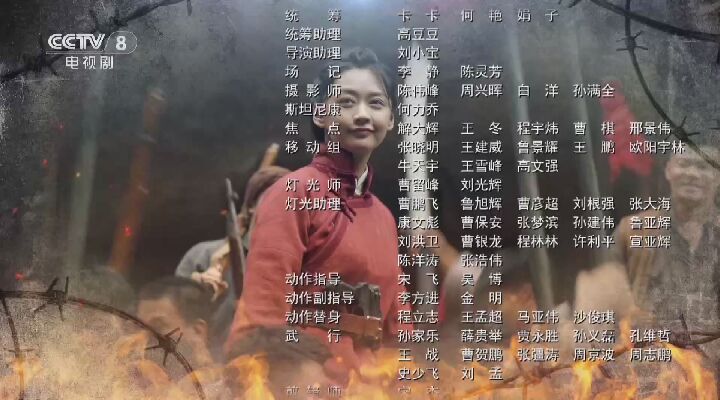 CCTV 8
电视剧
统 筹 卡 卡 何 艳 娟 子
统筹助理 高豆豆
导演助理 刘小宝
场 记 李 静 陈灵芳
摄 影 师 陈伟峰 周兴晖 白 洋 孙满全
斯坦尼康 何力乔
焦 点 解大辉 王 冬 程宇炜 曹 棋 邢景伟
移 动 组 张晓明 王建威 鲁景耀 王 鹏 欧阳宇林
牛天宇 王雪峰 高文强
灯 光 师 曹留峰 刘光辉
灯光助理 曹鹏飞 鲁旭辉 曹彦超 刘根强 张大海
康文彪 曹保安 张梦滨 孙建伟 鲁亚辉
刘洪卫 曹银龙 程林林 许利平 宣亚辉
陈洋涛 张浩伟
动作指导 宋 飞 吴 博
动作副指导 李方进 金 明
动作替身 程立志 王孟超 马亚伟 沙俊琪
武 行 孙家乐 薛贵举 贾永胜 孙义磊 孔维哲
王 战 曹贺鹏 张疆涛 周京波 周志鹏
史少飞 刘 孟